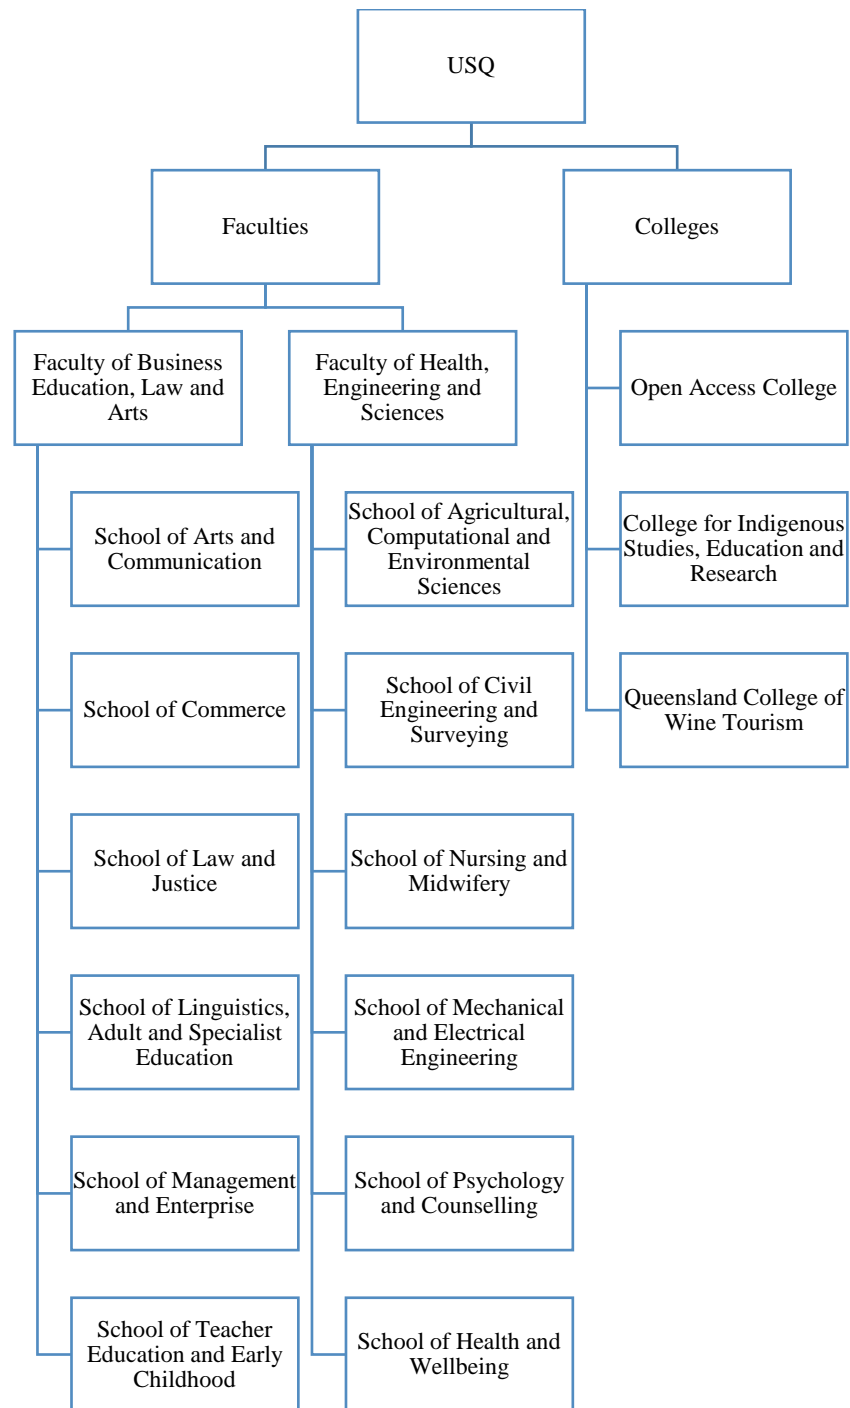 USQ
Faculties
Colleges
Faculty of Business
Education, Law and
Arts
School of Arts and
Communication
School of Commerce
School of Law and
Justice
School of Linguistics,
Adult and Specialist
Education
School of Management
and Enterprise
School of Teacher
Education and Early
Childhood
Faculty of Health,
Engineering and
Sciences
School of Agricultural,
Computational and
Environmental
Sciences
School of Civil
Engineering and
Surveying
School of Nursing and
Midwifery
School of Mechanical
and Electrical
Engineering
School of Psychology
and Counselling
School of Health and
Wellbeing
Open Access College
College for Indigenous
Studies, Education and
Research
Queensland College of
Wine Tourism